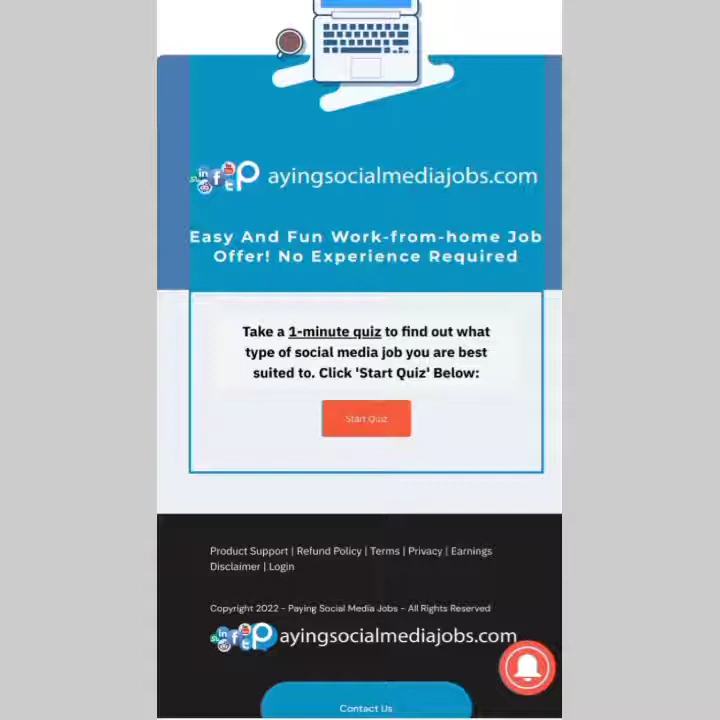 ayingsocialmediajobs.com
Easy And Fun Work-from-home Job
Offer! No Experience Required
Take a 1-minute quiz to find out what
type of social media job you are best
suited to. Click 'Start Quiz' Below:
Start Quiz
Product Support | Refund Policy | Terms | Privacy | Earnings
Disclaimer | Login
Copyright 2022 - Paying Social Media Jobs - All Rights Reserved
ayingsocialmediajobs.com
Contact Us